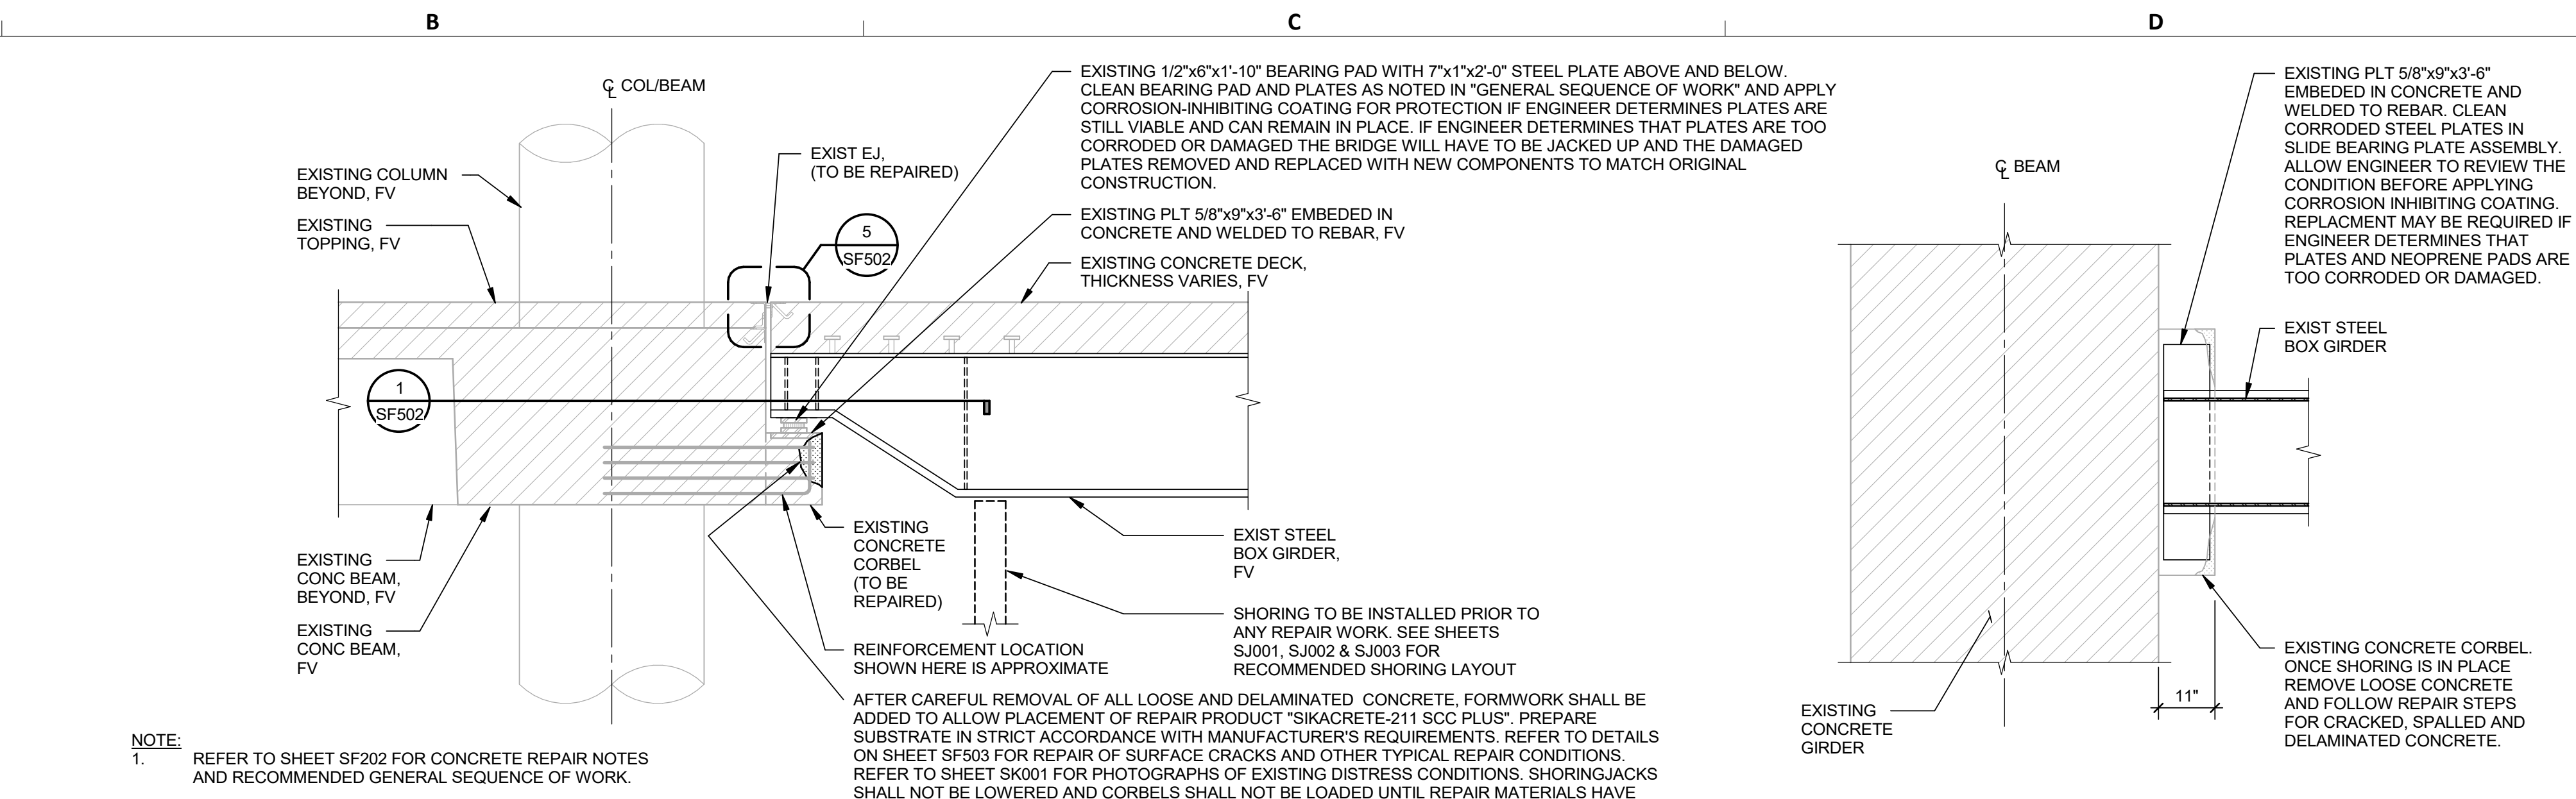 B
C
D
℄ COL/BEAM
EXISTING COLUMN
BEYOND, FV
EXISTING
TOPPING, FV
EXIST EJ,
(TO BE REPAIRED)
5
SF502
EXISTING 1/2"x6"x1'-10" BEARING PAD WITH 7"x1"x2'-0" STEEL PLATE ABOVE AND BELOW.
CLEAN BEARING PAD AND PLATES AS NOTED IN "GENERAL SEQUENCE OF WORK" AND APPLY
CORROSION-INHIBITING COATING FOR PROTECTION IF ENGINEER DETERMINES PLATES ARE
STILL VIABLE AND CAN REMAIN IN PLACE. IF ENGINEER DETERMINES THAT PLATES ARE TOO
CORRODED OR DAMAGED THE BRIDGE WILL HAVE TO BE JACKED UP AND THE DAMAGED
PLATES REMOVED AND REPLACED WITH NEW COMPONENTS TO MATCH ORIGINAL
CONSTRUCTION.
EXISTING PLT 5/8"x9"x3'-6" EMBEDED IN
CONCRETE AND WELDED TO REBAR, FV
EXISTING CONCRETE DECK,
THICKNESS VARIES, FV
1
SF502
EXISTING
CONC BEAM,
BEYOND, FV
EXISTING
CONC BEAM,
FV
EXISTING
CONCRETE
CORBEL
(TO BE
REPAIRED)
REINFORCEMENT LOCATION
SHOWN HERE IS APPROXIMATE
EXIST STEEL
BOX GIRDER,
FV
SHORING TO BE INSTALLED PRIOR TO
ANY REPAIR WORK. SEE SHEETS
SJ001, SJ002 & SJ003 FOR
RECOMMENDED SHORING LAYOUT
AFTER CAREFUL REMOVAL OF ALL LOOSE AND DELAMINATED  CONCRETE, FORMWORK SHALL BE
ADDED TO ALLOW PLACEMENT OF REPAIR PRODUCT "SIKACRETE-211 SCC PLUS". PREPARE
SUBSTRATE IN STRICT ACCORDANCE WITH MANUFACTURER'S REQUIREMENTS. REFER TO DETAILS
ON SHEET SF503 FOR REPAIR OF SURFACE CRACKS AND OTHER TYPICAL REPAIR CONDITIONS.
REFER TO SHEET SK001 FOR PHOTOGRAPHS OF EXISTING DISTRESS CONDITIONS. SHORINGJACKS
SHALL NOT BE LOWERED AND CORBELS SHALL NOT BE LOADED UNTIL REPAIR MATERIALS HAVE
NOTE:
1. REFER TO SHEET SF202 FOR CONCRETE REPAIR NOTES
AND RECOMMENDED GENERAL SEQUENCE OF WORK.
℄ BEAM
EXISTING PLT 5/8"x9"x3'-6"
EMBEDED IN CONCRETE AND
WELDED TO REBAR. CLEAN
CORRODED STEEL PLATES IN
SLIDE BEARING PLATE ASSEMBLY.
ALLOW ENGINEER TO REVIEW THE
CONDITION BEFORE APPLYING
CORROSION INHIBITING COATING.
REPLACMENT MAY BE REQUIRED IF
ENGINEER DETERMINES THAT
PLATES AND NEOPRENE PADS ARE
TOO CORRODED OR DAMAGED.
EXIST STEEL
BOX GIRDER
EXISTING CONCRETE CORBEL.
ONCE SHORING IS IN PLACE
REMOVE LOOSE CONCRETE
AND FOLLOW REPAIR STEPS
FOR CRACKED, SPALLED AND
DELAMINATED CONCRETE.
11"
EXISTING
CONCRETE
GIRDER